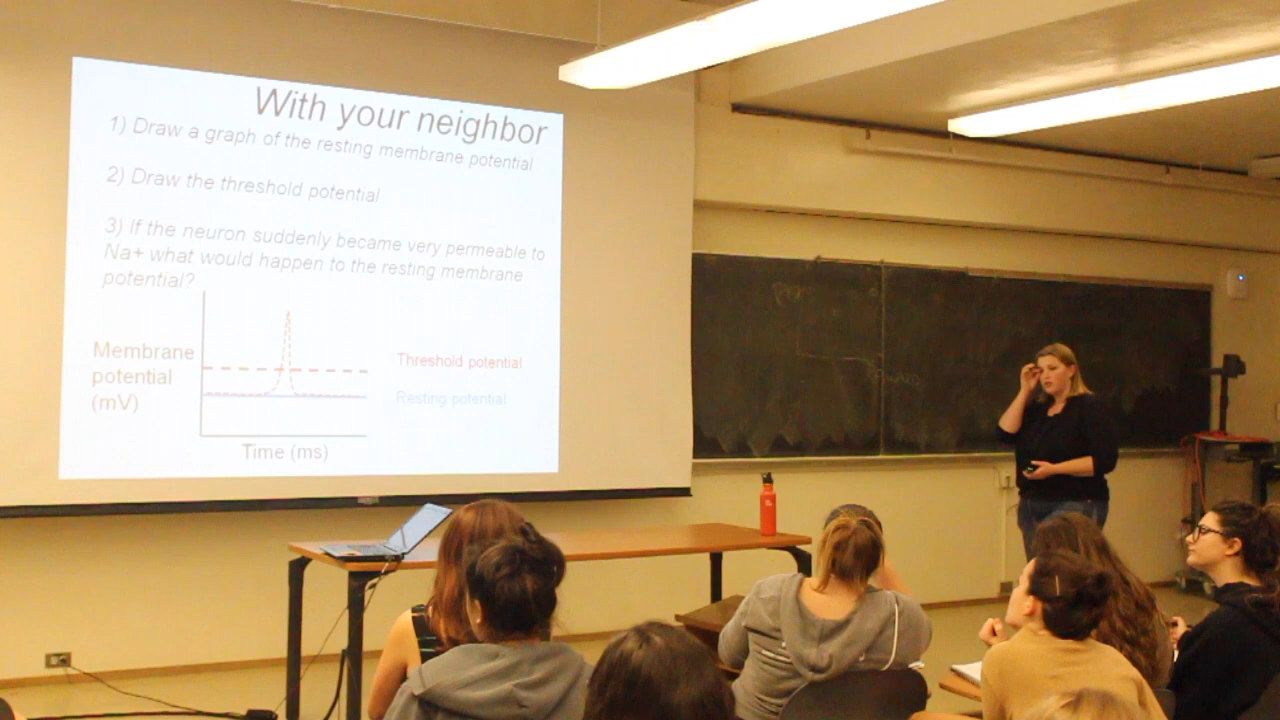 With your neighbor
1) Draw a graph of the resting membrane potential
2) Draw the threshold potential
3) If the neuron suddenly became very permeable to
Na+ what would happen to the resting membrane
potential?
Membrane
potential
(mV)
Threshold potential
Resting potential
Time (ms)